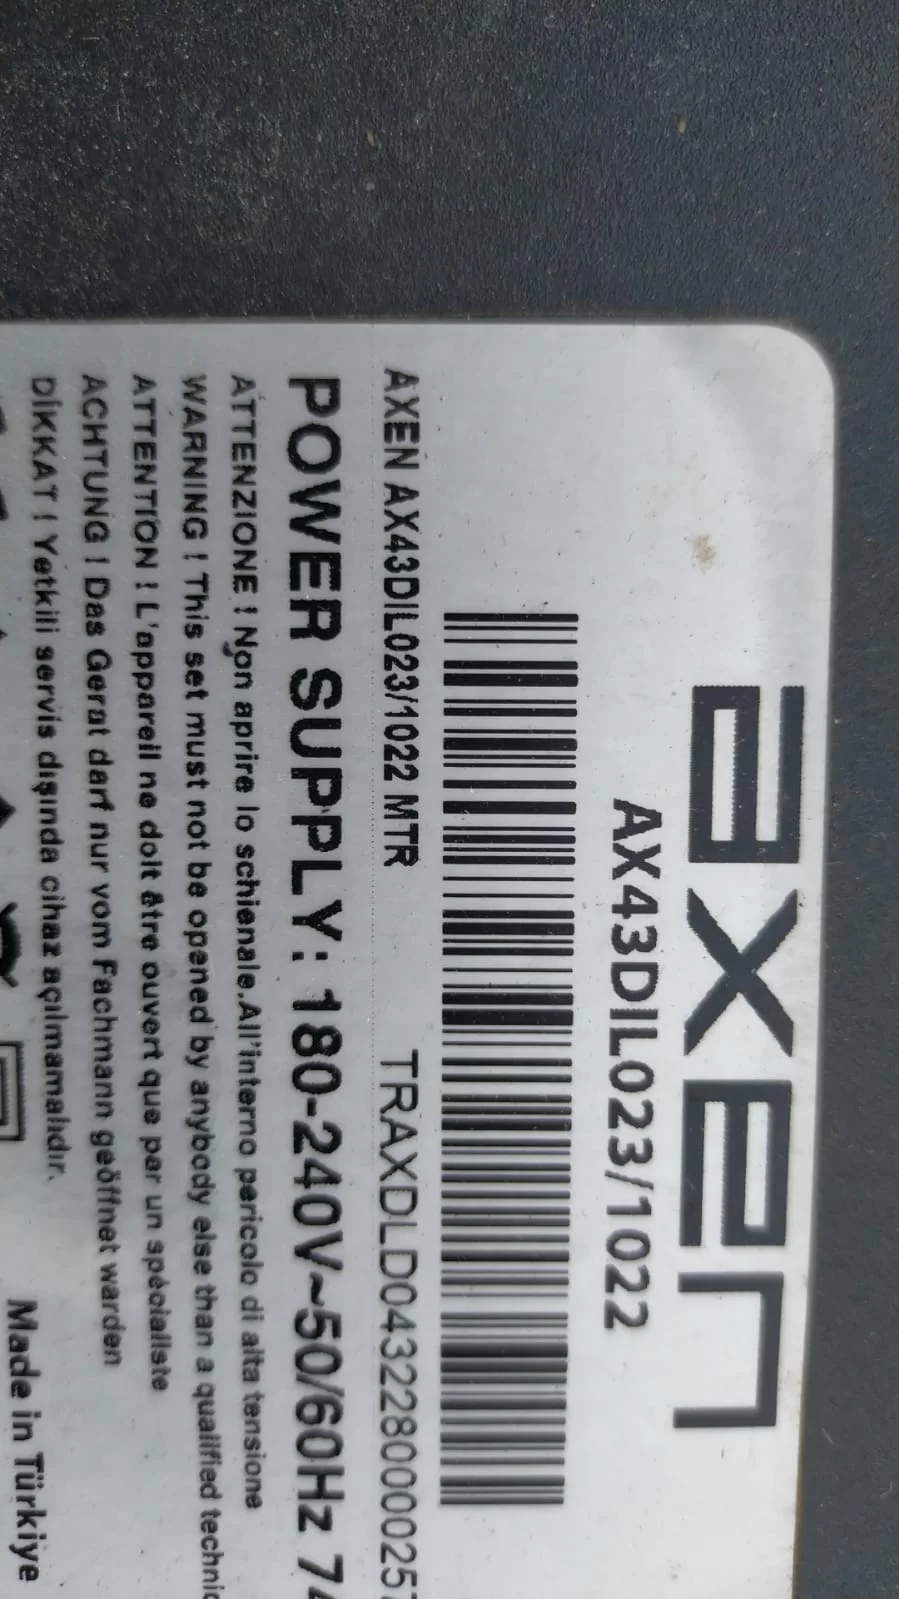 axen
AX43DIL023/1022
AXEN AX43DIL023/1022 MTR TRAXDLD0432280000257
POWER SUPPLY: 180-240V~50/60Hz
ATTENZIONE ! Non aprire lo schienale.All'interno pericolo di alta tensione
WARNING ! This set must not be opened by anybody else than a qualified
ATTENTION ! L'appareil ne doit être ouvert que par un spécialiste
ACHTUNG ! Das Gerat darf nur vom Fachmann geöffnet warden
DİKKAT ! Yetkili servis dışında cihaz açılmamalıdır.
Made in Türkiye